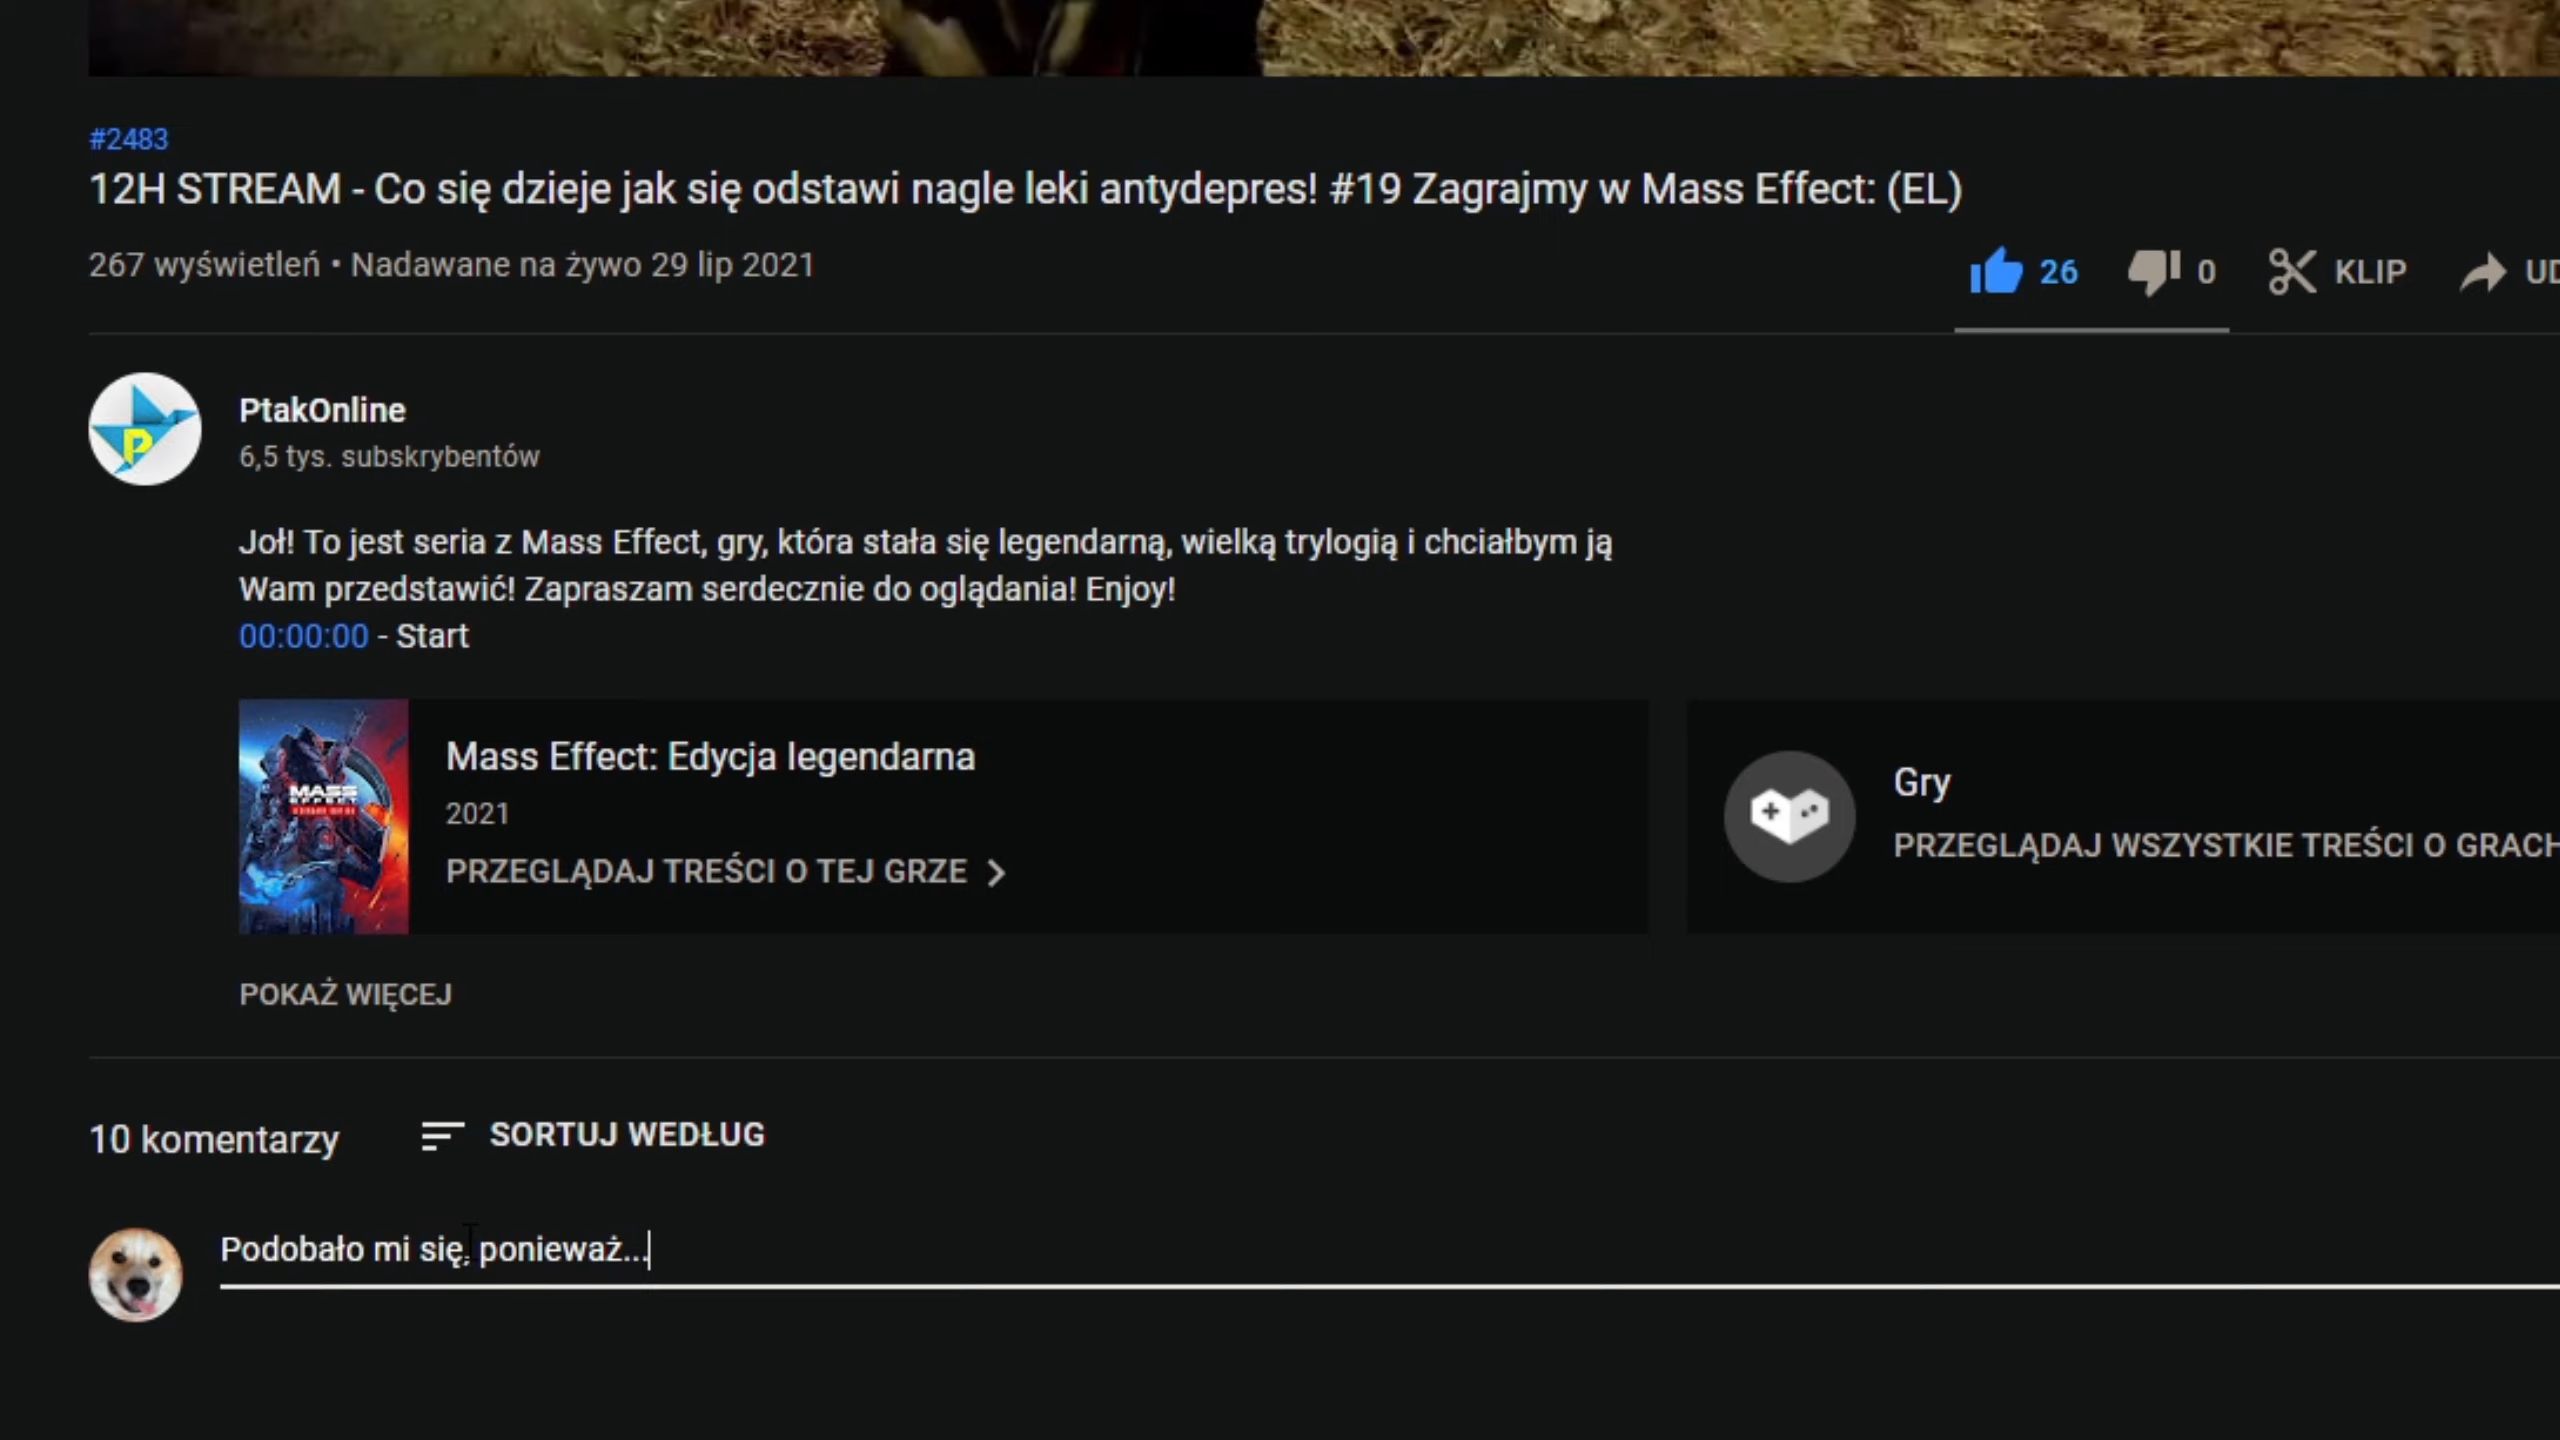 #2483
12H STREAM - Co się dzieje jak się odstawi nagle leki antydepres! #19 Zagrajmy w Mass Effect: (EL)
267 wyświetleń • Nadawane na żywo 29 lip 2021
26 0 KLIP UD
PtakOnline
6,5 tys. subskrybentów
Joł! To jest seria z Mass Effect, gry, która stała się legendarną, wielką trylogią i chciałbym ją
Wam przedstawić! Zapraszam serdecznie do oglądania! Enjoy!
00:00:00 - Start
MASS
EFFECT
Mass Effect: Edycja legendarna
2021
PRZEGLĄDAJ TREŚCI O TEJ GRZE
Gry
PRZEGLĄDAJ WSZYSTKIE TREŚCI O GRACH
POKAŻ WIĘCEJ
10 komentarzy SORTUJ WEDŁUG
Podobało mi się, ponieważ...